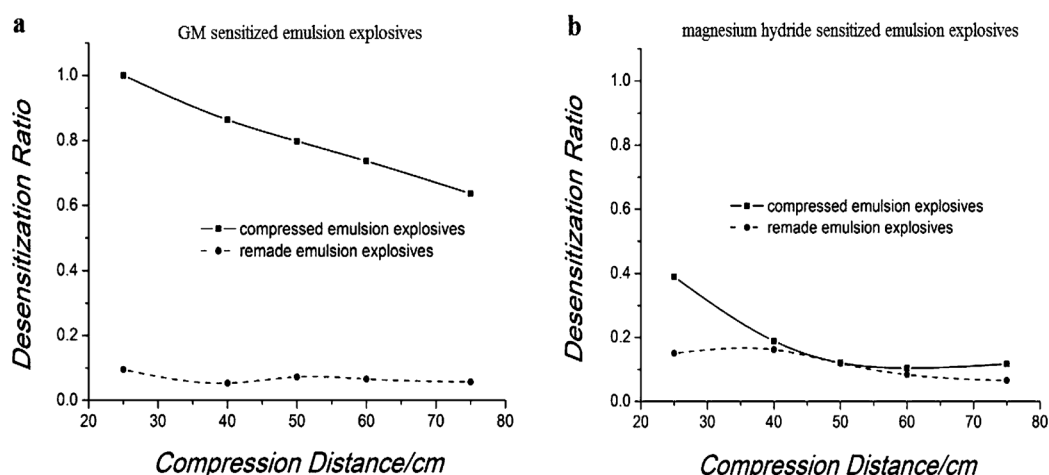 a
GM sensitized emulsion explosives
Desensitization Ratio
1.0
0.8
0.6
0.4
0.2
0.0
compressed emulsion explosives
remade emulsion explosives
20 30 40 50 60 70 80
Compression Distance/cm
b
magnesium hydride sensitized emulsion explosives
Desensitization Ratio
1.0
0.8
0.6
0.4
0.2
0.0
compressed emulsion explosives
remade emulsion explosives
20 30 40 50 60 70 80
Compression Distance/cm